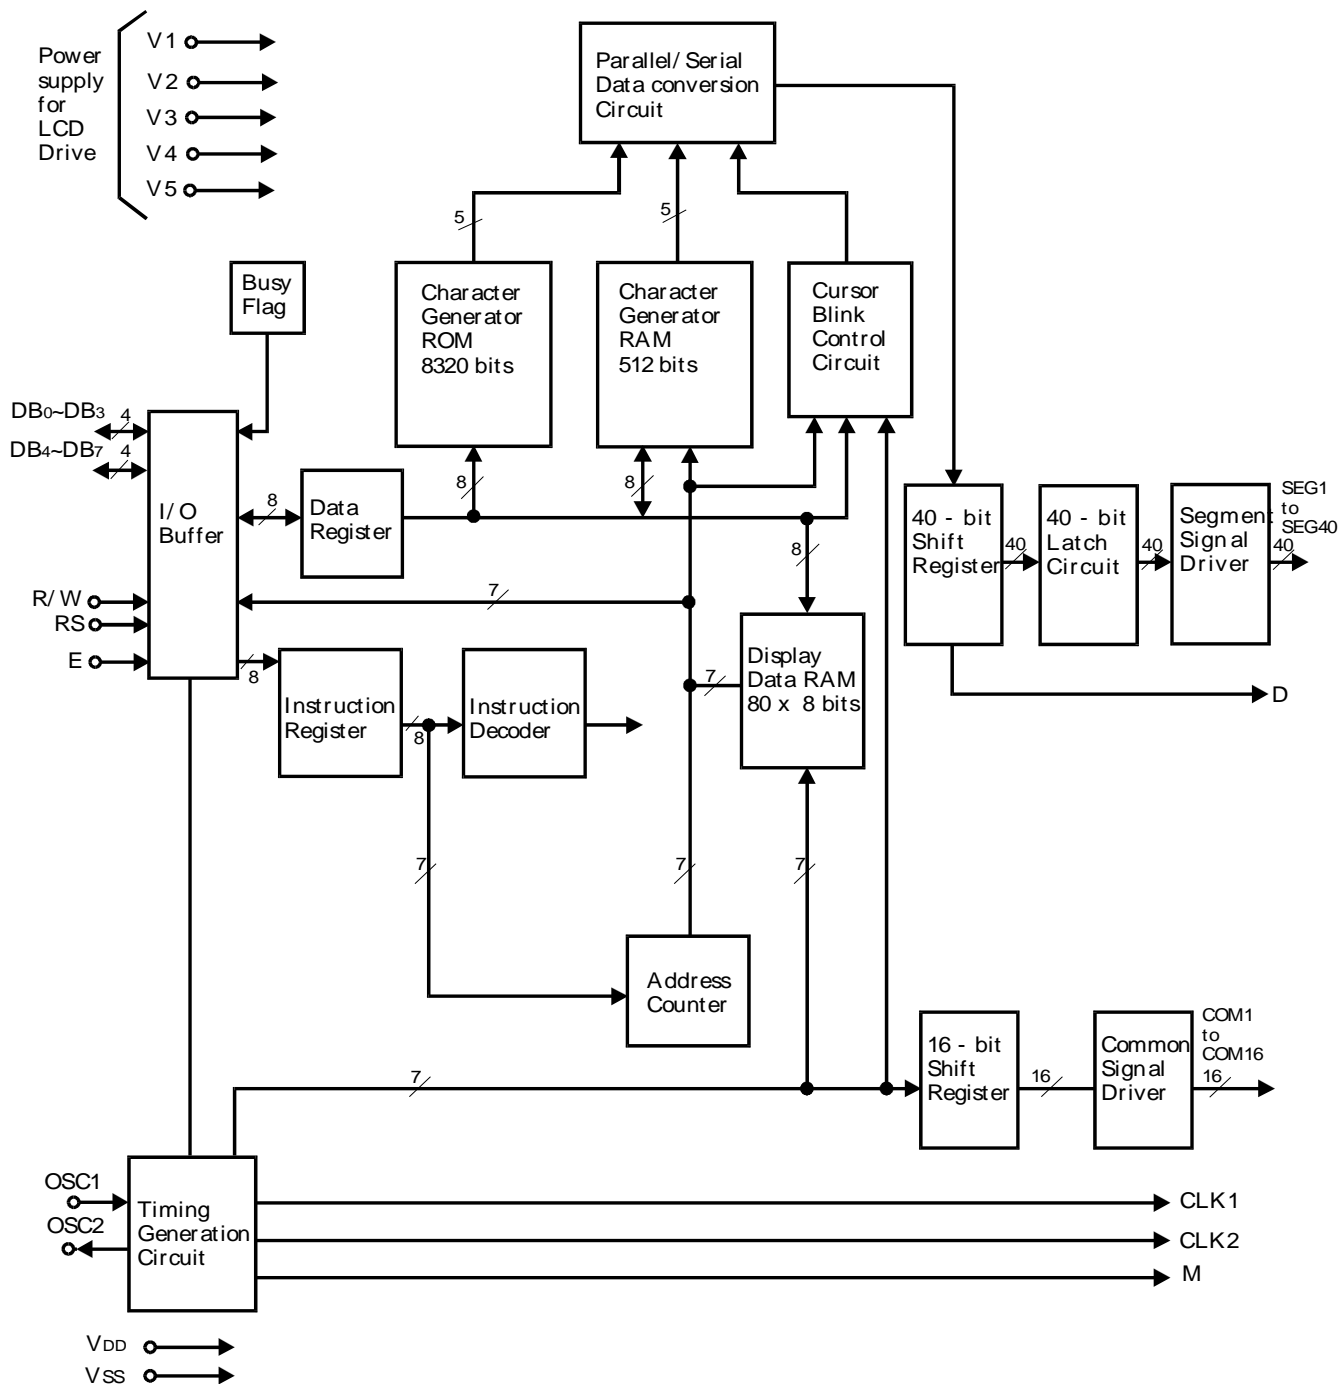 Power
supply
for
LCD
Drive
V1
V2
V3
V4
V5
Parallel/ Serial
Data conversion
Circuit
5
5
Busy
Flag
Character
Generator
ROM
8320 bits
Character
Generator
RAM
512 bits
Cursor
Blink
Control
Circuit
DB0~DB3
4
DB4~DB7
4
I/O
Buffer
8
Data
Register
8
8
8
40 - bit
Shift
Register
40
40 - bit
Latch
Circuit
40
Segment
Signal
Driver
SEG1
to
SEG40
40
R/W
RS
E
7
8
Instruction
Register
8
Instruction
Decoder
7
Display
Data RAM
80 x 8 bits
D
7
7
7
Address
Counter
7
16 - bit
Shift
Register
16
Common
Signal
Driver
COM1
to
COM16
16
OSC1
OSC2
Timing
Generation
Circuit
CLK1
CLK2
M
VDD
VSS